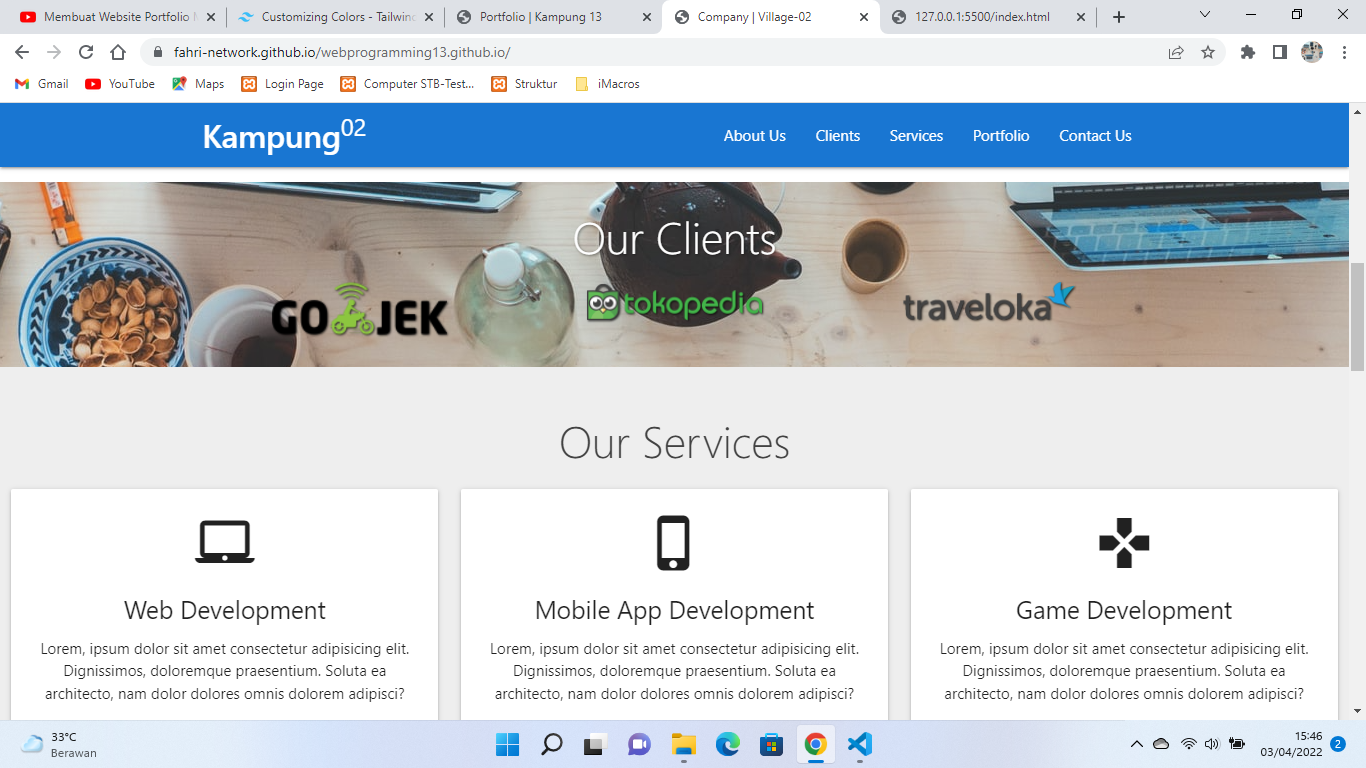 Membuat Website Portfolio M
Customizing Colors - Tailwind
Portfolio | Kampung 13
Company | Village-02
127.0.0.1:5500/index.html
fahri-network.github.io/webprogramming13.github.io/
Gmail
YouTube
Maps
Login Page
Computer STB-Test...
Struktur
iMacros
Kampung02
About Us
Clients
Services
Portfolio
Contact Us
Our Clients
GO JEK
tokopedia
traveloka
Our Services
Web Development
Lorem, ipsum dolor sit amet consectetur adipisicing elit.
Dignissimos, doloremque praesentium. Soluta ea
architecto, nam dolor dolores omnis dolorem adipisci?
Mobile App Development
Lorem, ipsum dolor sit amet consectetur adipisicing elit.
Dignissimos, doloremque praesentium. Soluta ea
architecto, nam dolor dolores omnis dolorem adipisci?
Game Development
Lorem, ipsum dolor sit amet consectetur adipisicing elit.
Dignissimos, doloremque praesentium. Soluta ea
architecto, nam dolor dolores omnis dolorem adipisci?
33°C
Berawan
15:46
03/04/2022
2